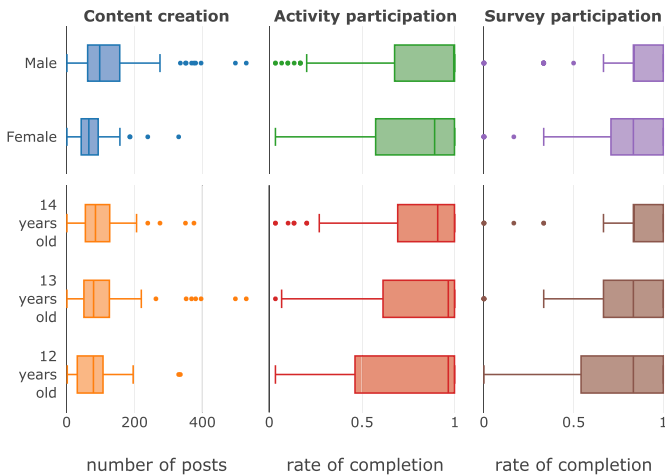 Content creation
Activity participation
Survey participation
Male
Female
14
years
old
13
years
old
12
years
old
0
200
400
0
0.5
1
0
0.5
1
number of posts
rate of completion
rate of completion